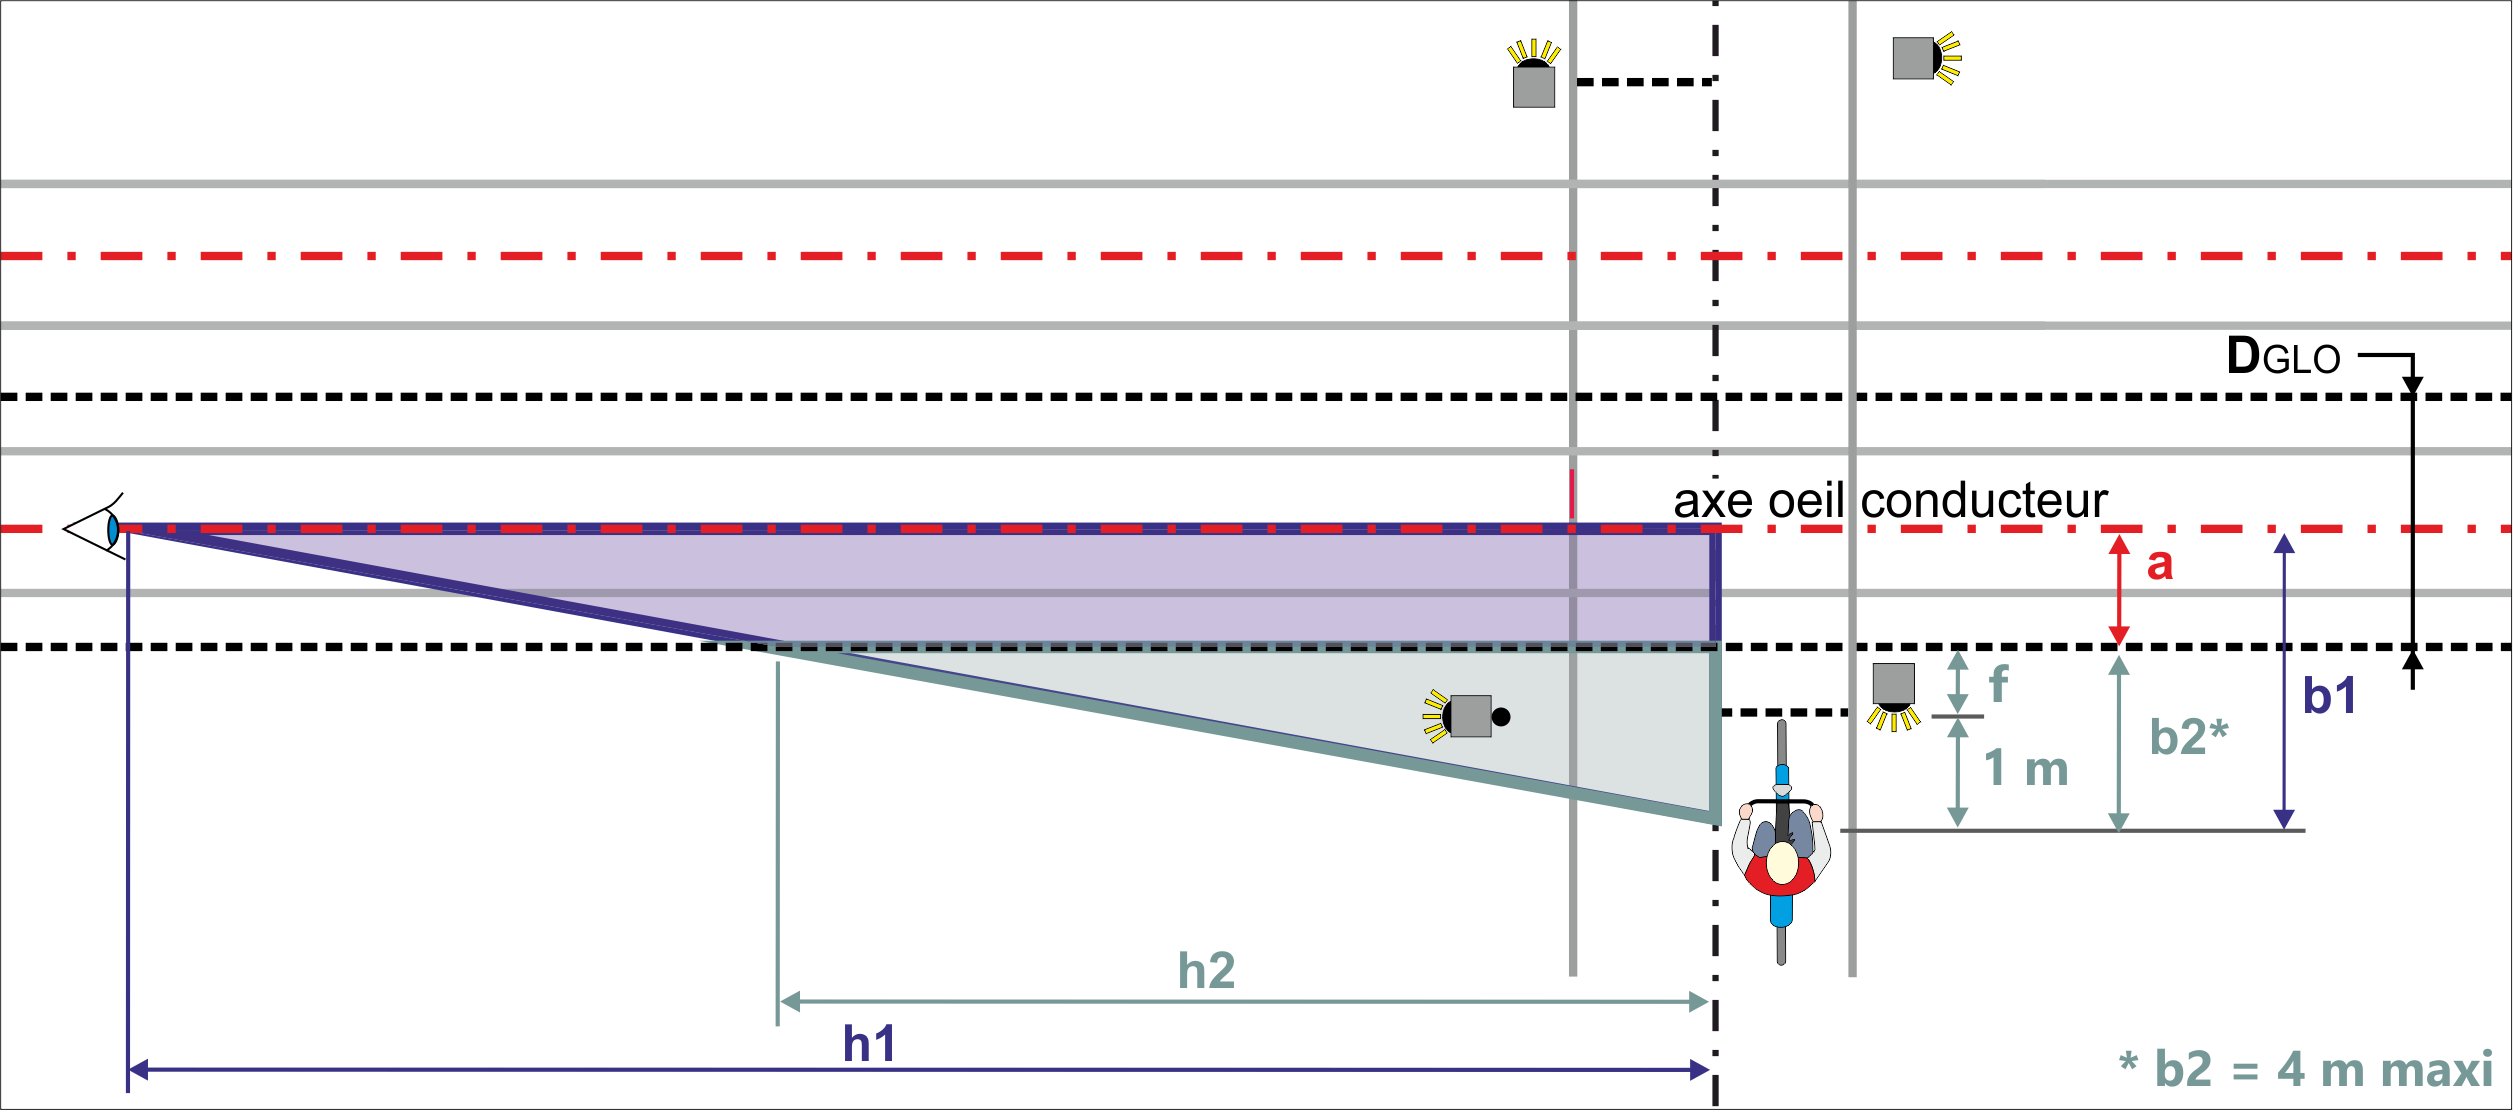 DGLO
axe oeil conducteur
a
f
b1
b2*
1 m
h2
h1
* b2 = 4 m maxi